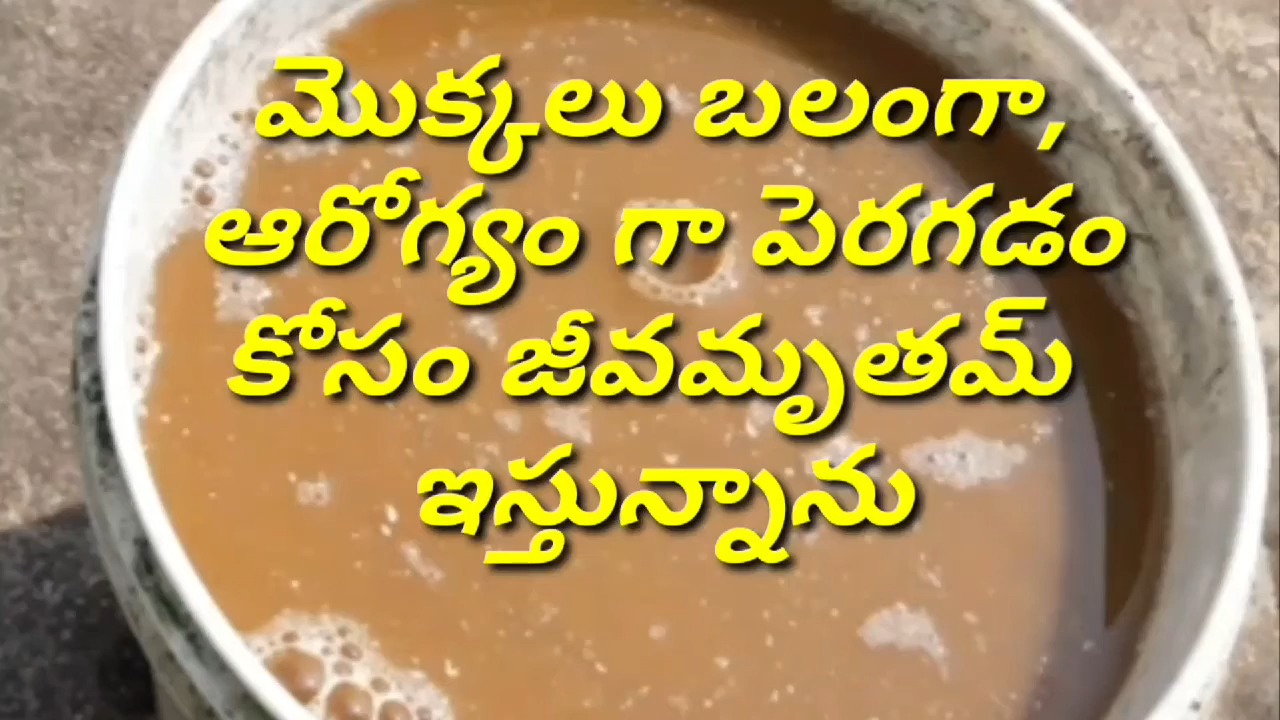 మొక్కలు బలంగా,
ఆరోగ్యం గా పెరగడం
కోసం జీవమృతమ్
ఇస్తున్నాను